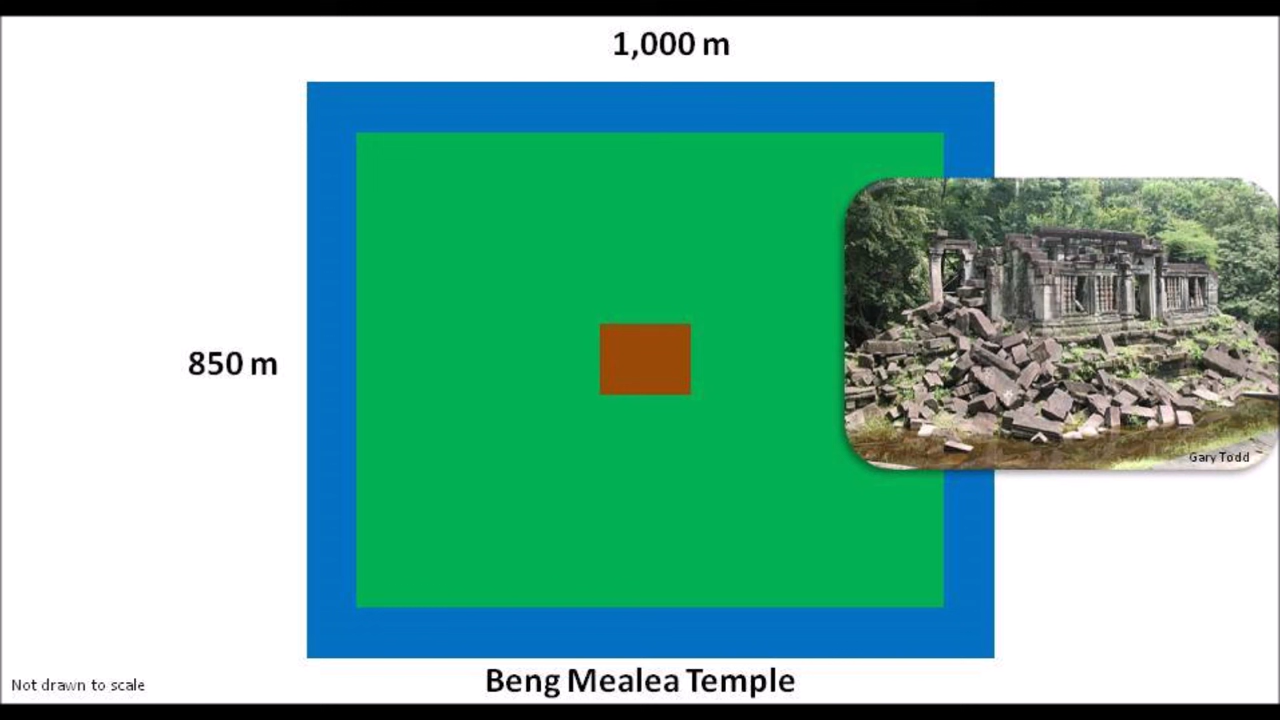 1,000 m
850 m
Gary Todd
Beng Mealea Temple
Not drawn to scale